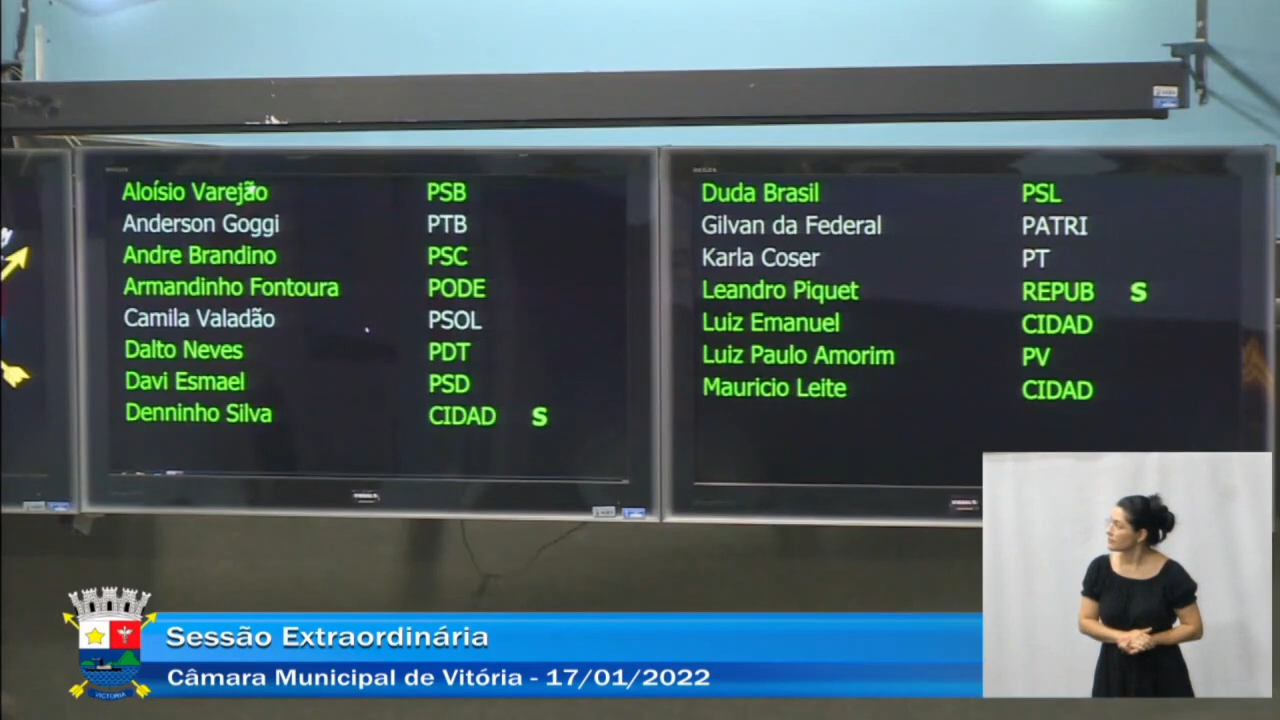 Aloísio Varejão PSB
Anderson Goggi PTB
Andre Brandino PSC
Armandinho Fontoura PODE
Camila Valadão PSOL
Dalto Neves PDT
Davi Esmael PSD
Denninho Silva CIDAD S
Duda Brasil PSL
Gilvan da Federal PATRI
Karla Coser PT
Leandro Piquet REPUB S
Luiz Emanuel CIDAD
Luiz Paulo Amorim PV
Mauricio Leite CIDAD
Sessão Extraordinária
Câmara Municipal de Vitória - 17/01/2022
VICTORIA